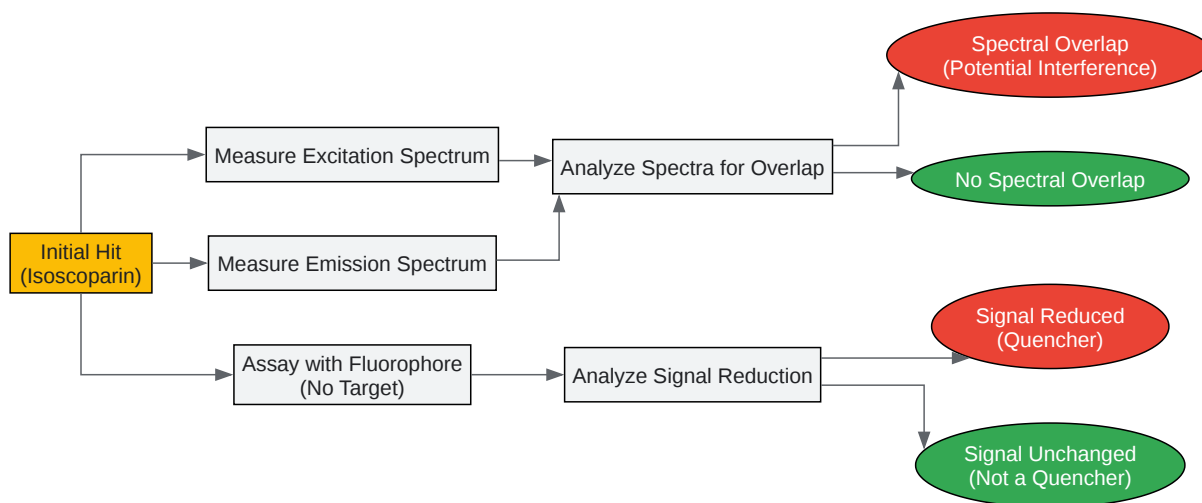 Spectral Overlap
(Potential Interference)
Measure Excitation Spectrum
Analyze Spectra for Overlap
No Spectral Overlap
Initial Hit
(Isoscoparin)
Measure Emission Spectrum
Signal Reduced
(Quencher)
Assay with Fluorophore
(No Target)
Analyze Signal Reduction
Signal Unchanged
(Not a Quencher)